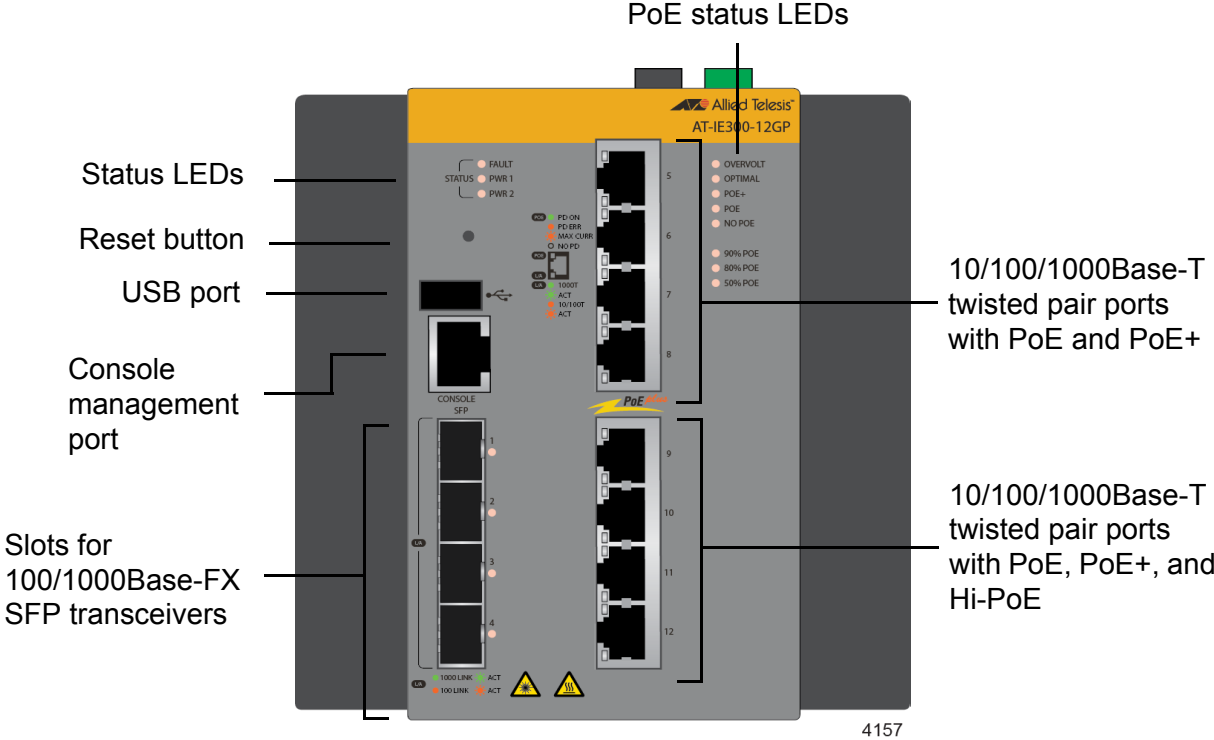 PoE status LEDs
Allied Telesis
AT-IE300-12GP
Status LEDs
STATUS
FAULT
PWR 1
PWR 2
5
OVERVOLT
OPTIMAL
POE+
POE
NO POE
90% POE
80% POE
50% POE
POE
PD ON
PD ERR
MAX CURR
NO PD
POE
L/A
L/A
1000T
ACT
10/100T
ACT
Reset button
6
USB port
7
10/100/1000Base-T
twisted pair ports
with PoE and PoE+
Console
management
port
8
CONSOLE
SFP
PoE plus
Slots for
100/1000Base-FX
SFP transceivers
1
2
L/A
3
4
9
10
11
12
10/100/1000Base-T
twisted pair ports
with PoE, PoE+, and
Hi-PoE
L/A
1000 LINK
ACT
100 LINK
ACT
4157